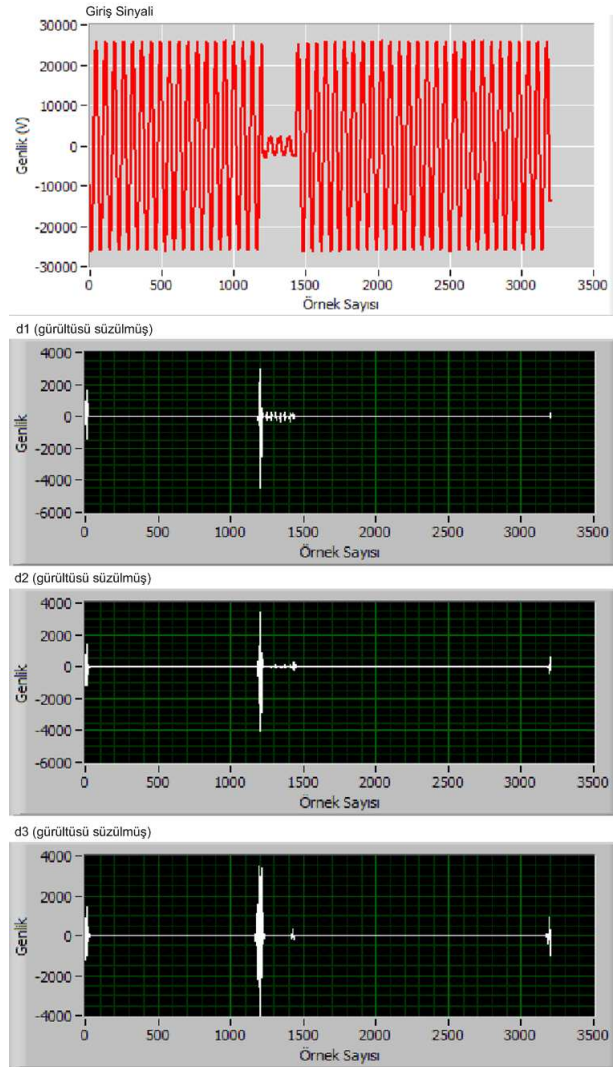 Giriş Sinyali
30000
20000
10000
0
-10000
-20000
-30000
Genlik (V)
0 500 1000 1500 2000 2500 3000 3500
Örnek Sayısı
d1 (gürültüsü süzülmüş)
4000
2000
0
-2000
-4000
-6000
Genlik
0 500 1000 1500 2000 2500 3000 3500
Örnek Sayısı
d2 (gürültüsü süzülmüş)
4000
2000
0
-2000
-4000
-6000
Genlik
0 500 1000 1500 2000 2500 3000 3500
Örnek Sayısı
d3 (gürültüsü süzülmüş)
4000
2000
0
-2000
-4000
Genlik
0 500 1000 1500 2000 2500 3000 3500
Örnek Sayısı